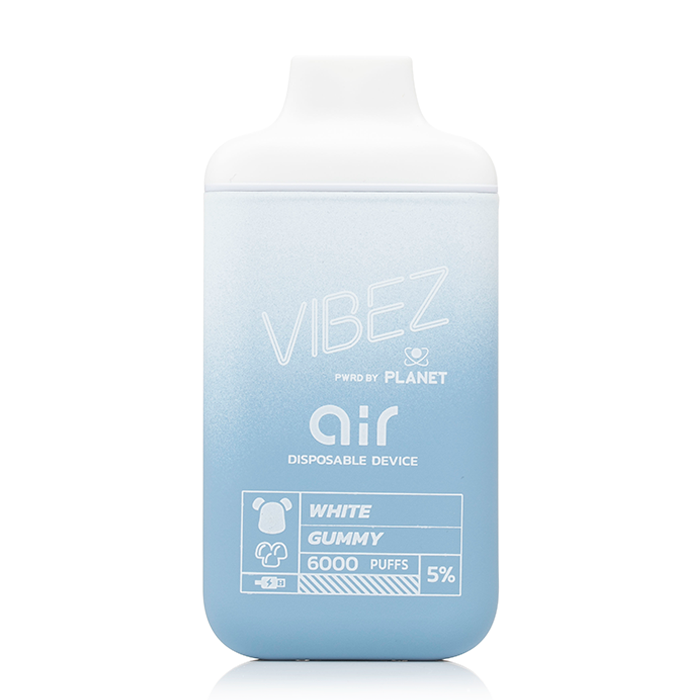 VIBEZ
PWRD BY PLANET
air
DISPOSABLE DEVICE
WHITE
GUMMY
6000 PUFFS
5%